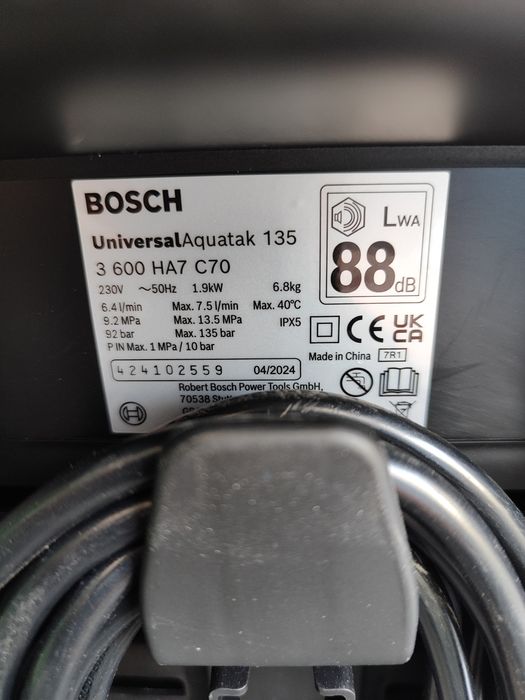 BOSCH
UniversalAquatak 135
3 600 HA7 C70
230V ~50Hz 1.9kW 6.8kg
6.4 l/min Max. 7.5 l/min Max. 40°C
9.2 MPa Max. 13.5 MPa IPX5
92 bar Max. 135 bar
P IN Max. 1 MPa / 10 bar
424102559 04/2024
Robert Bosch Power Tools GmbH,
70538
LWA
88dB
CE UKCA
Made in China 7R1